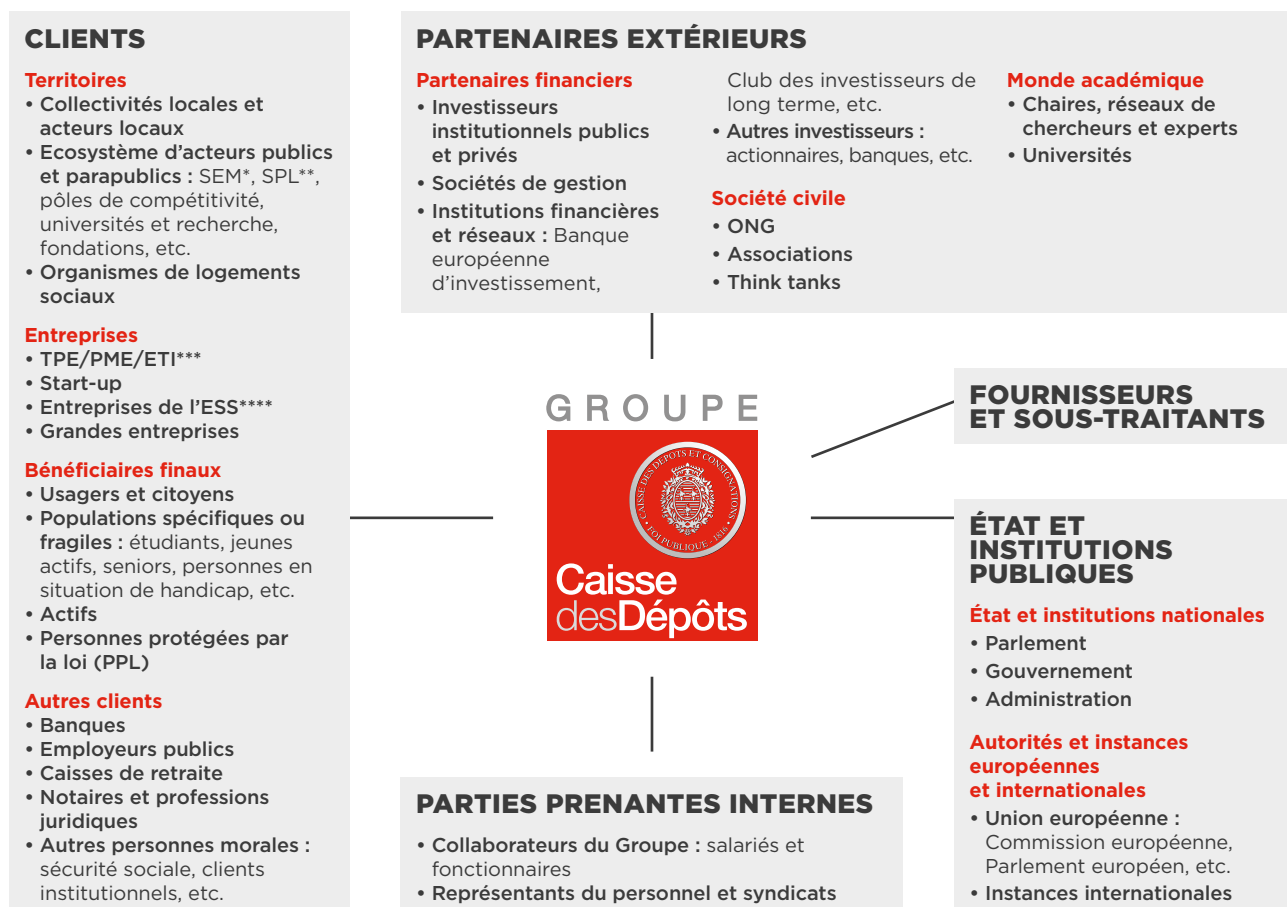 CLIENTS
Territoires
• Collectivités locales et
acteurs locaux
• Ecosystème d'acteurs publics
et parapublics : SEM*, SPL**,
pôles de compétitivité,
universités et recherche,
fondations, etc.
• Organismes de logements
sociaux
Entreprises
• TPE/PME/ETI***
• Start-up
• Entreprises de l'ESS****
• Grandes entreprises
Bénéficiaires finaux
• Usagers et citoyens
• Populations spécifiques ou
fragiles : étudiants, jeunes
actifs, seniors, personnes en
situation de handicap, etc.
• Actifs
• Personnes protégées par
la loi (PPL)
Autres clients
• Banques
• Employeurs publics
• Caisses de retraite
• Notaires et professions
juridiques
• Autres personnes morales :
sécurité sociale, clients
institutionnels, etc.
PARTENAIRES EXTÉRIEURS
Partenaires financiers
• Investisseurs
institutionnels publics
et privés
• Sociétés de gestion
• Institutions financières
et réseaux : Banque
européenne
d'investissement,
Club des investisseurs de
long terme, etc.
• Autres investisseurs :
actionnaires, banques, etc.
Société civile
• ONG
• Associations
• Think tanks
Monde académique
• Chaires, réseaux de
chercheurs et experts
• Universités
GROUPE
CAISSE DES DEPOTS ET CONSIGNATIONS
• FOI PUBLIQUE - 1816 •
Caisse
desDépôts
FOURNISSEURS
ET SOUS-TRAITANTS
ÉTAT ET
INSTITUTIONS
PUBLIQUES
État et institutions nationales
• Parlement
• Gouvernement
• Administration
Autorités et instances
européennes
et internationales
• Union européenne :
Commission européenne,
Parlement européen, etc.
• Instances internationales
PARTIES PRENANTES INTERNES
• Collaborateurs du Groupe : salariés et
fonctionnaires
• Représentants du personnel et syndicats